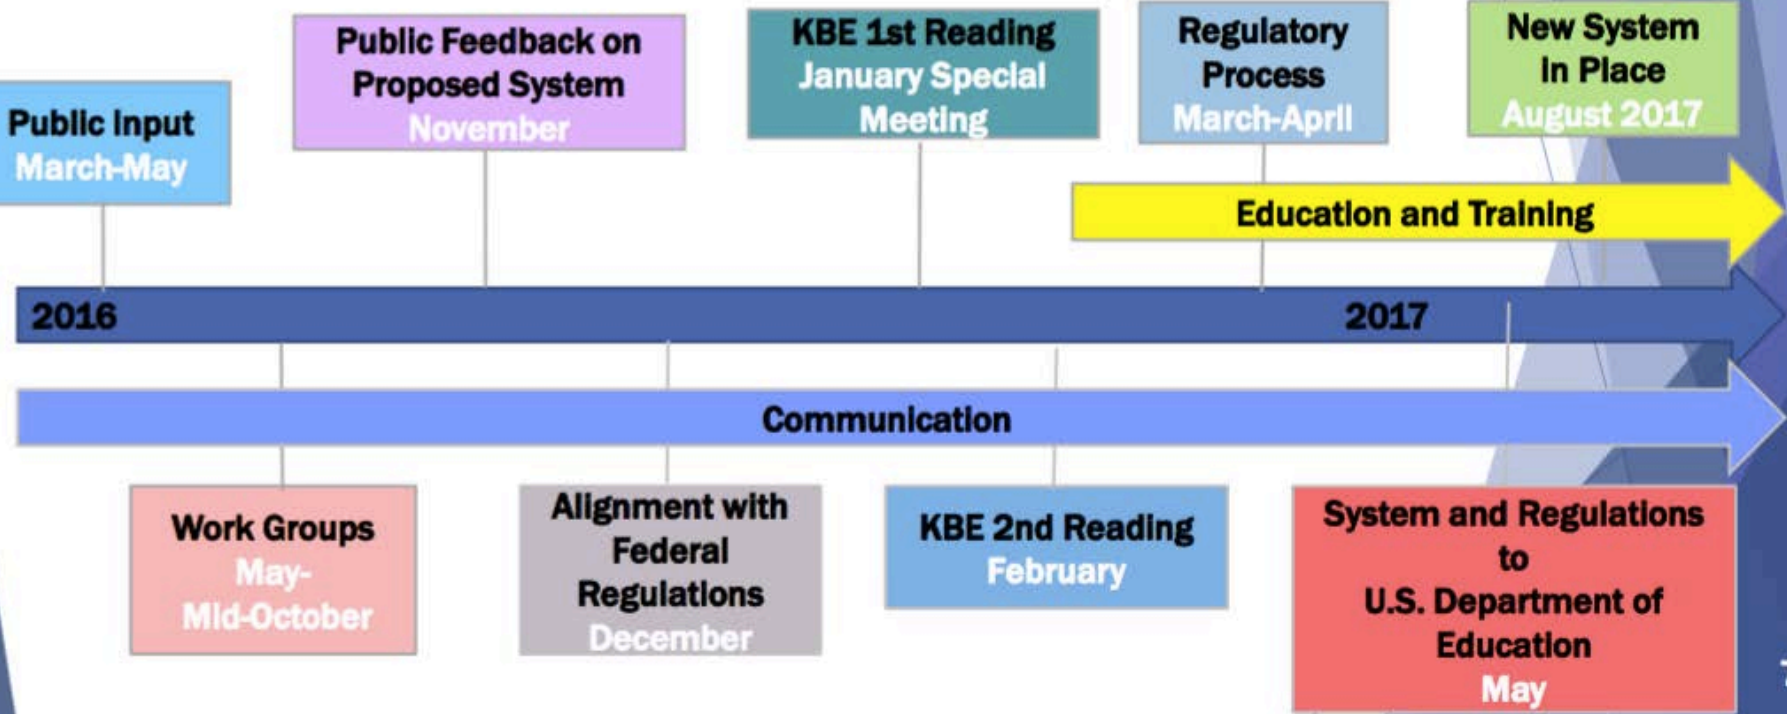 Public Input
March-May
Public Feedback on
Proposed System
November
KBE 1st Reading
January Special
Meeting
Regulatory
Process
March-April
New System
In Place
August 2017
Education and Training
2016
2017
Communication
Work Groups
May-
Mid-October
Alignment with
Federal
Regulations
December
KBE 2nd Reading
February
System and Regulations
to
U.S. Department of
Education
May